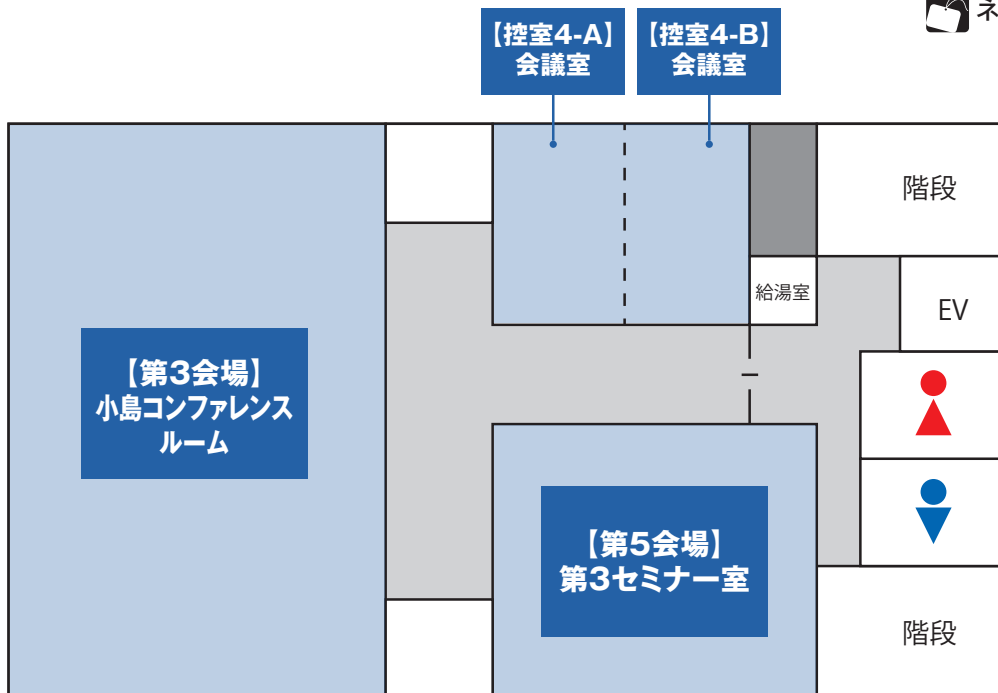 ネ
【控室4-A】
会議室
【控室4-B】
会議室
階段
給湯室
EV
【第3会場】
小島コンファレンス
ルーム
【第5会場】
第3セミナー室
階段